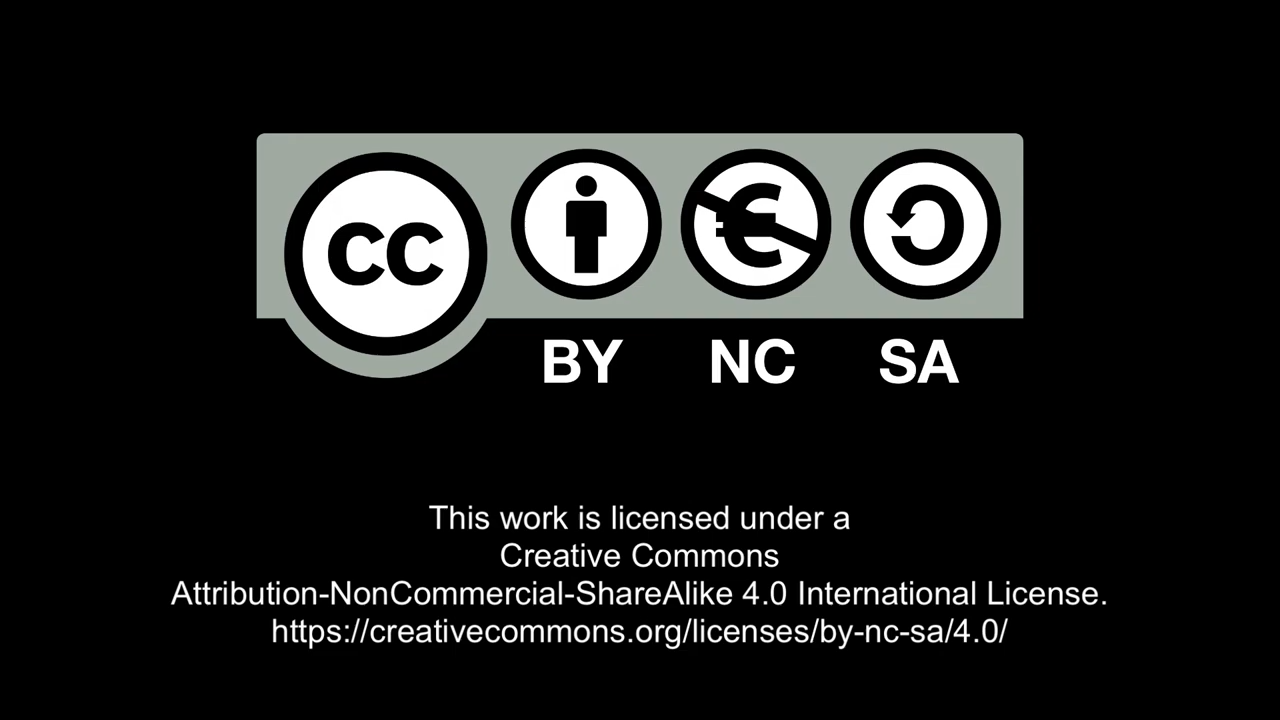 cc
BY NC SA
This work is licensed under a
Creative Commons
Attribution-NonCommercial-ShareAlike 4.0 International License.
https://creativecommons.org/licenses/by-nc-sa/4.0/